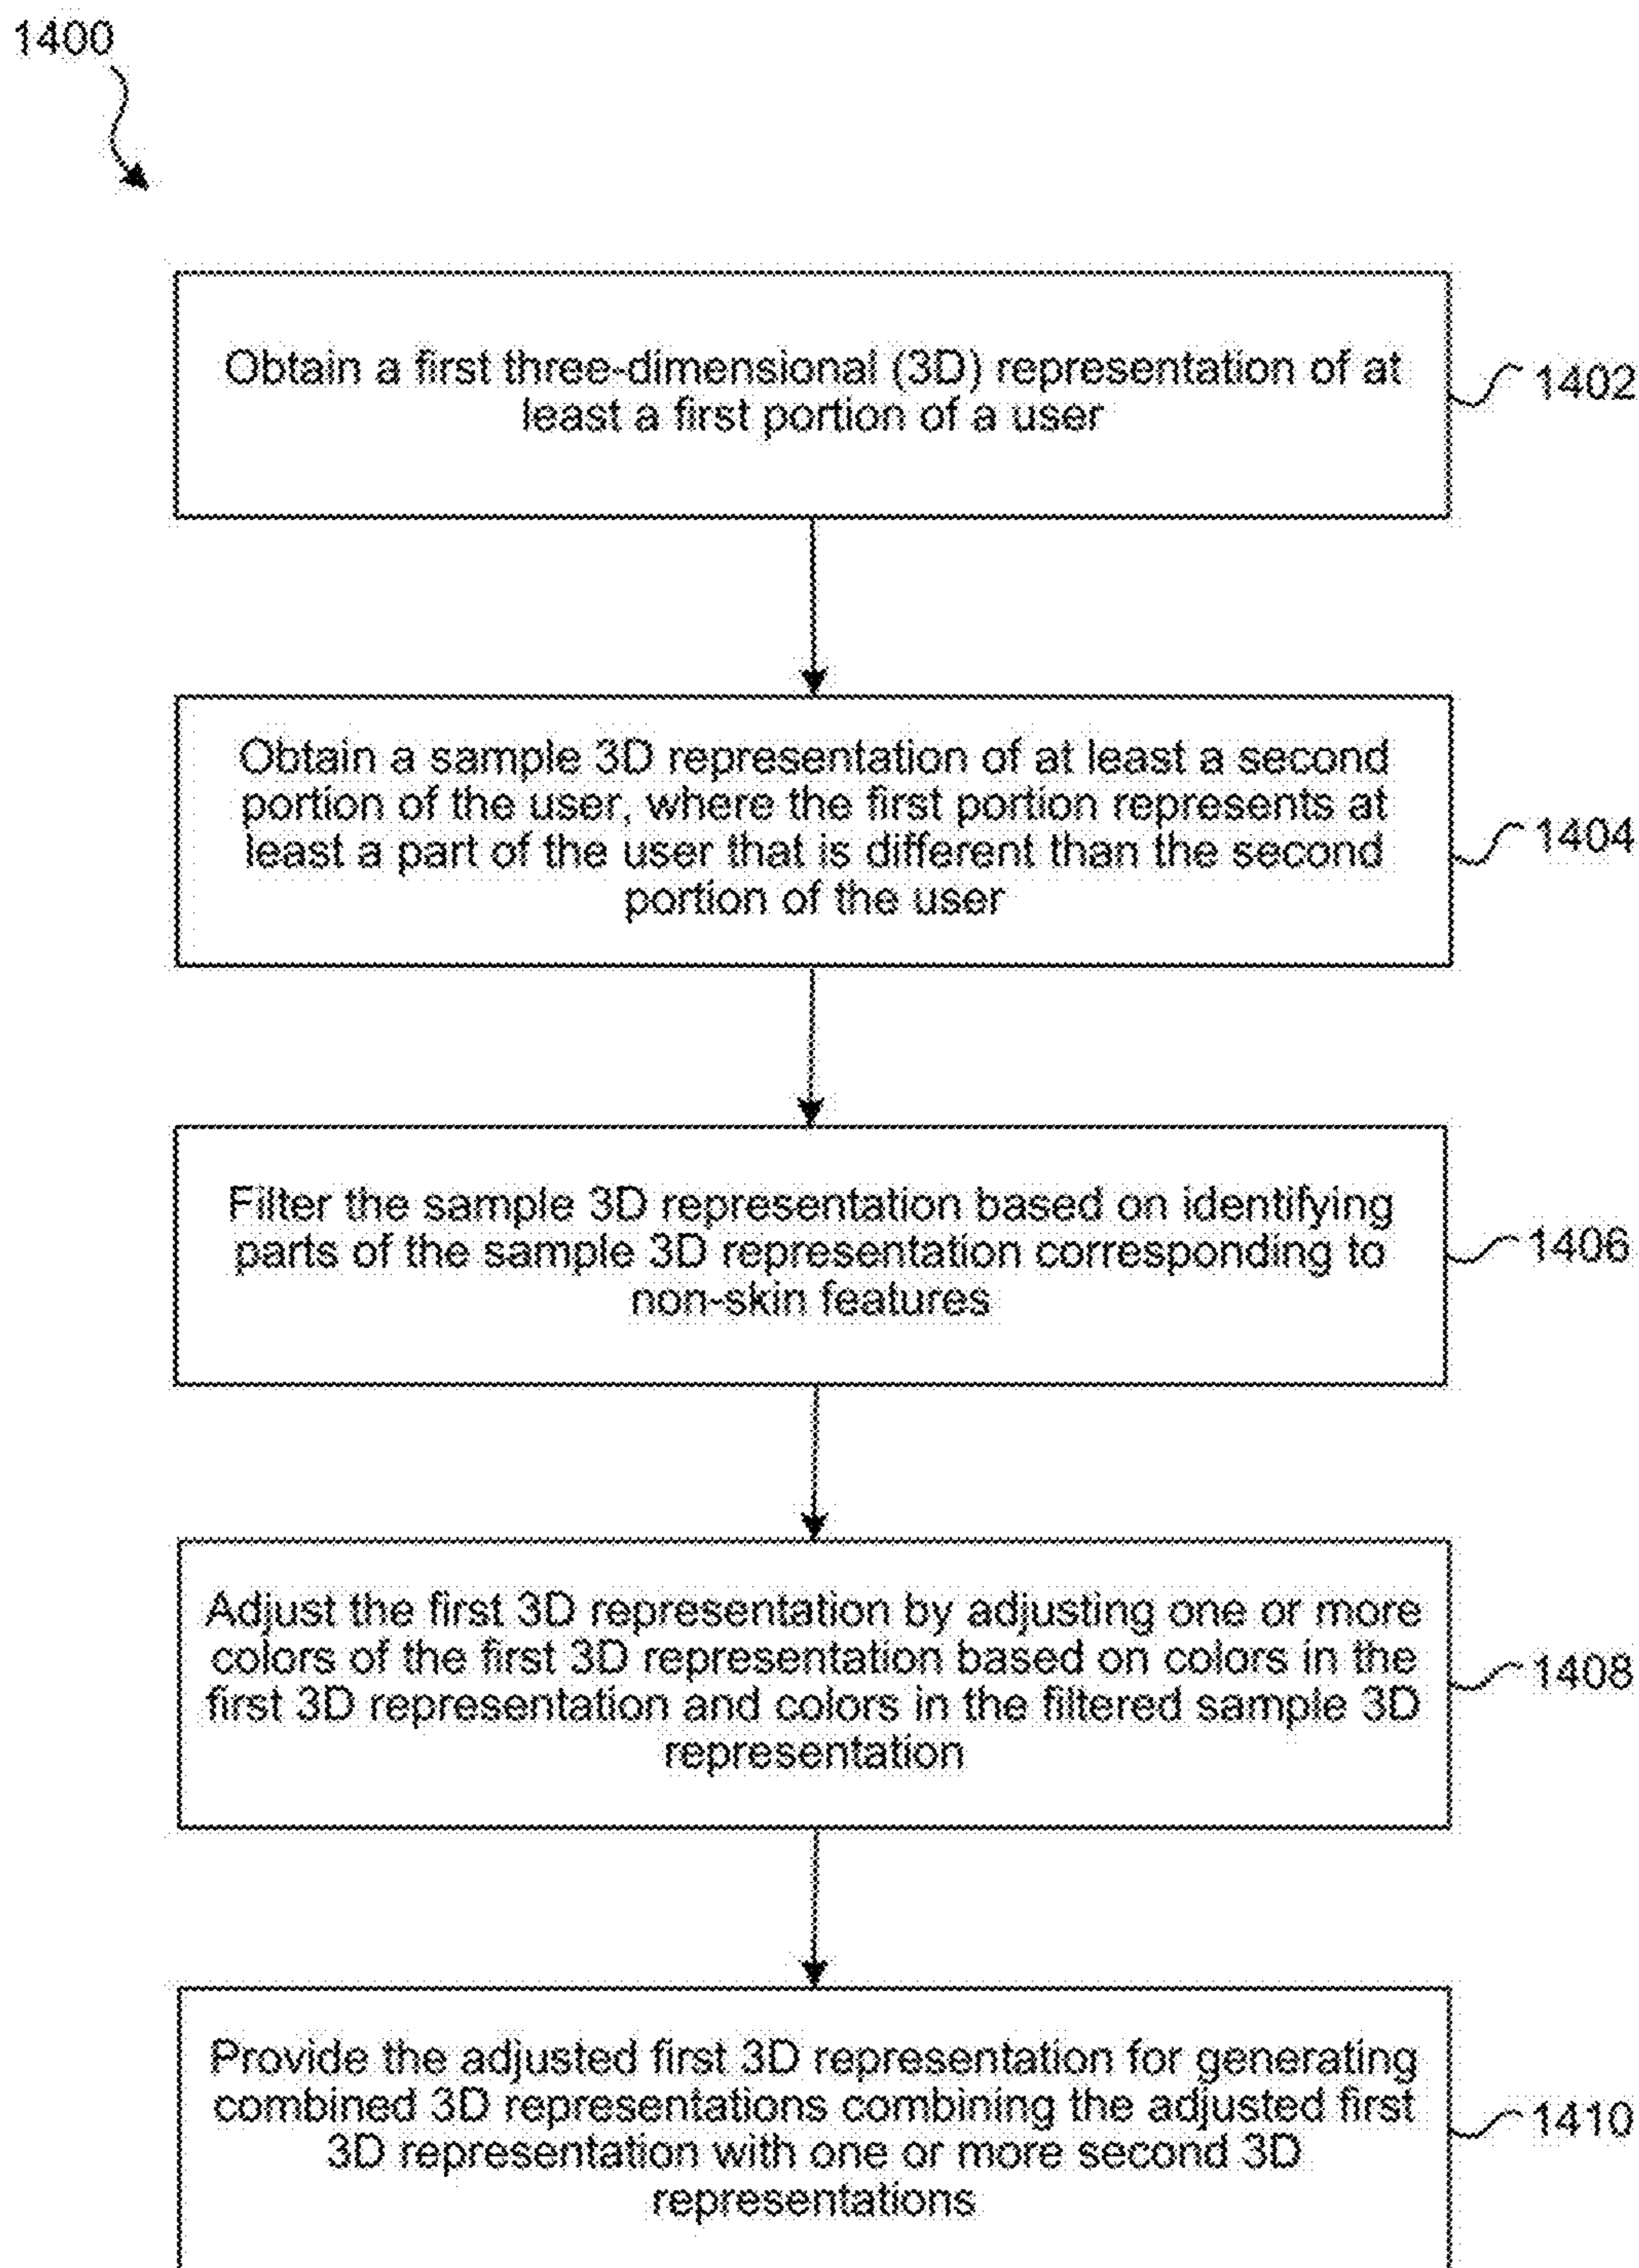 1400
Obtain a first three-dimensional (3D) representation of at
least a first portion of a user
1402
Obtain a sample 3D representation of at least a second
portion of the user, where the first portion represents at
least a part of the user that is different than the second
portion of the user
1404
Filter the sample 3D representation based on identifying
parts of the sample 3D representation corresponding to
non-skin features
1406
Adjust the first 3D representation by adjusting one or more
colors of the first 3D representation based on colors in the
first 3D representation and colors in the filtered sample 3D
representation
1408
Provide the adjusted first 3D representation for generating
combined 3D representations combining the adjusted first
3D representation with one or more second 3D
representations
1410